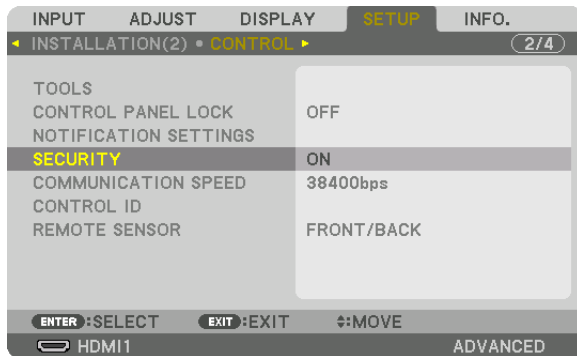 INPUT ADJUST DISPLAY SETUP INFO.
INSTALLATION(2) • CONTROL 2/4
TOOLS
CONTROL PANEL LOCK OFF
NOTIFICATION SETTINGS
SECURITY ON
COMMUNICATION SPEED 38400bps
CONTROL ID
REMOTE SENSOR FRONT/BACK
ENTER :SELECT EXIT :EXIT :MOVE
HDMI1 ADVANCED